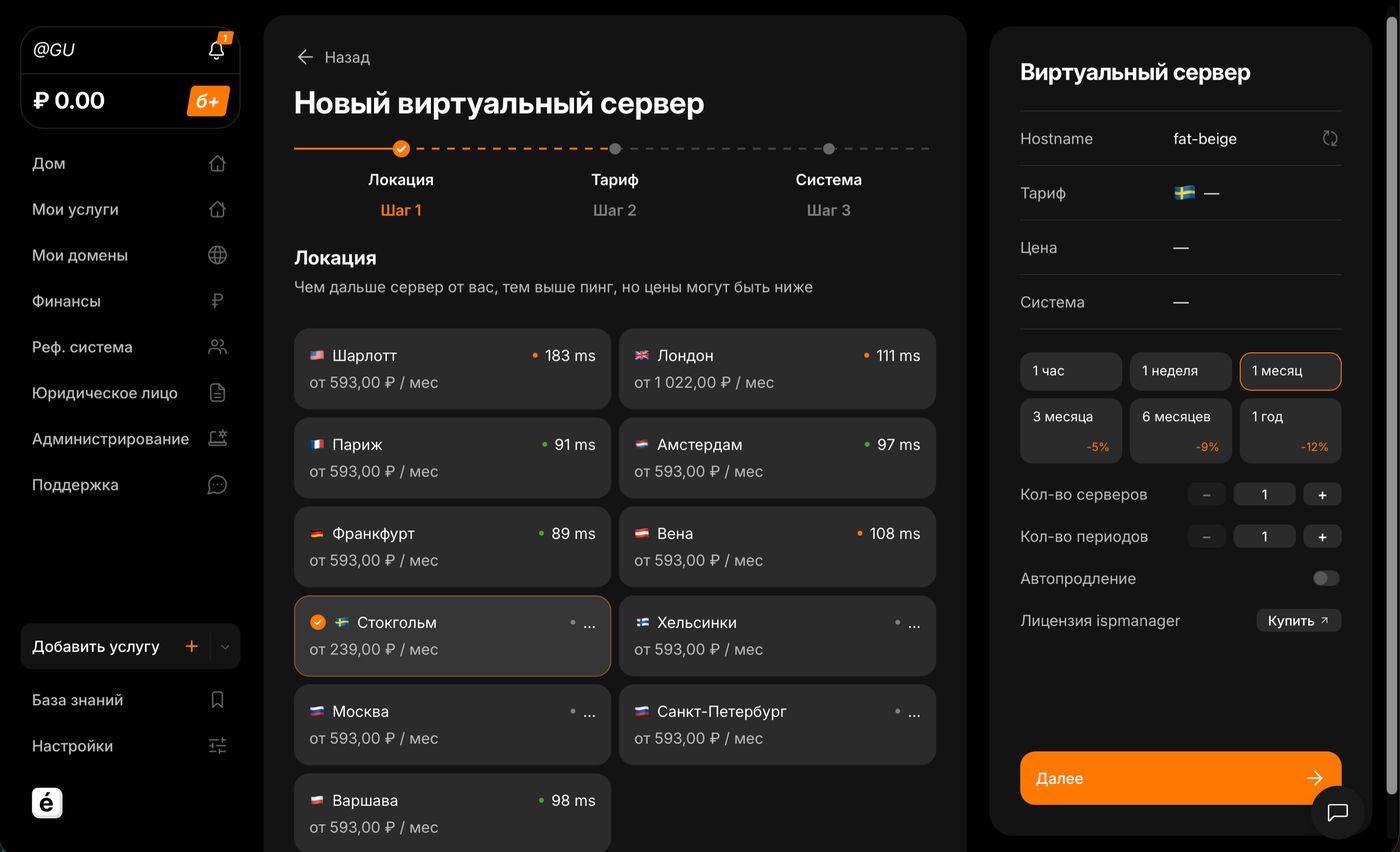 @GU
1
₽ 0.00
б+
Дом
Мои услуги
Мои домены
Финансы
Реф. система
Юридическое лицо
Администрирование
Поддержка
Добавить услугу
База знаний
Настройки
é
Назад
Новый виртуальный сервер
Локация
Шаг 1
Тариф
Шаг 2
Система
Шаг 3
Локация
Чем дальше сервер от вас, тем выше пинг, но цены могут быть ниже
Шарлотт 183 ms
от 593,00 ₽ / мес
Лондон 111 ms
от 1 022,00 ₽ / мес
Париж 91 ms
от 593,00 ₽ / мес
Амстердам 97 ms
от 593,00 ₽ / мес
Франкфурт 89 ms
от 593,00 ₽ / мес
Вена 108 ms
от 593,00 ₽ / мес
Стокгольм ...
от 239,00 ₽ / мес
Хельсинки ...
от 593,00 ₽ / мес
Москва ...
от 593,00 ₽ / мес
Санкт-Петербург ...
от 593,00 ₽ / мес
Варшава 98 ms
от 593,00 ₽ / мес
Виртуальный сервер
Hostname fat-beige
Тариф —
Цена —
Система —
1 час
1 неделя
1 месяц
3 месяца
-5%
6 месяцев
-9%
1 год
-12%
Кол-во серверов − 1 +
Кол-во периодов − 1 +
Автопродление
Лицензия ispmanager Купить
Далее